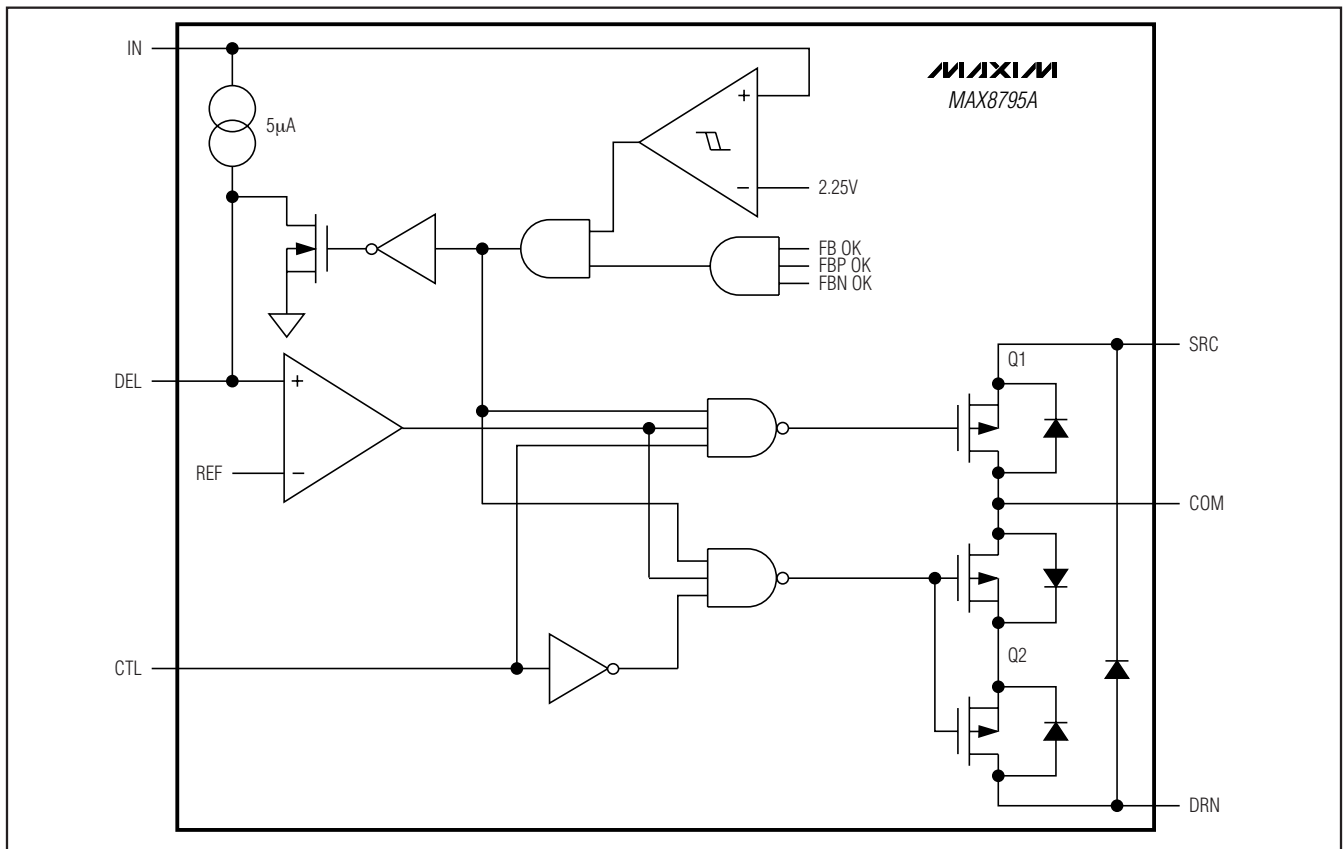 IN
MAXIM
MAX8795A
5µA
+
−
2.25V
FB OK
FBP OK
FBN OK
SRC
Q1
DEL
+
REF
−
COM
Q2
CTL
DRN